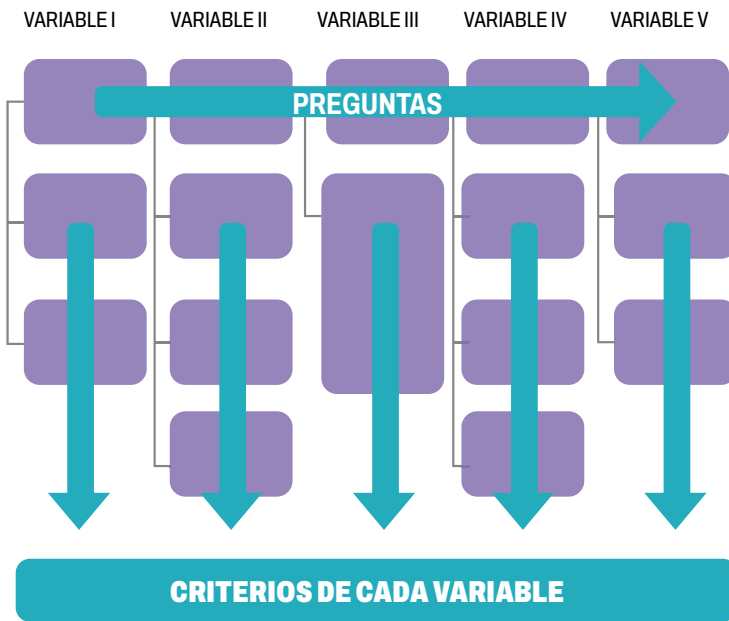 VARIABLE I VARIABLE II VARIABLE III VARIABLE IV VARIABLE V
PREGUNTAS
CRITERIOS DE CADA VARIABLE